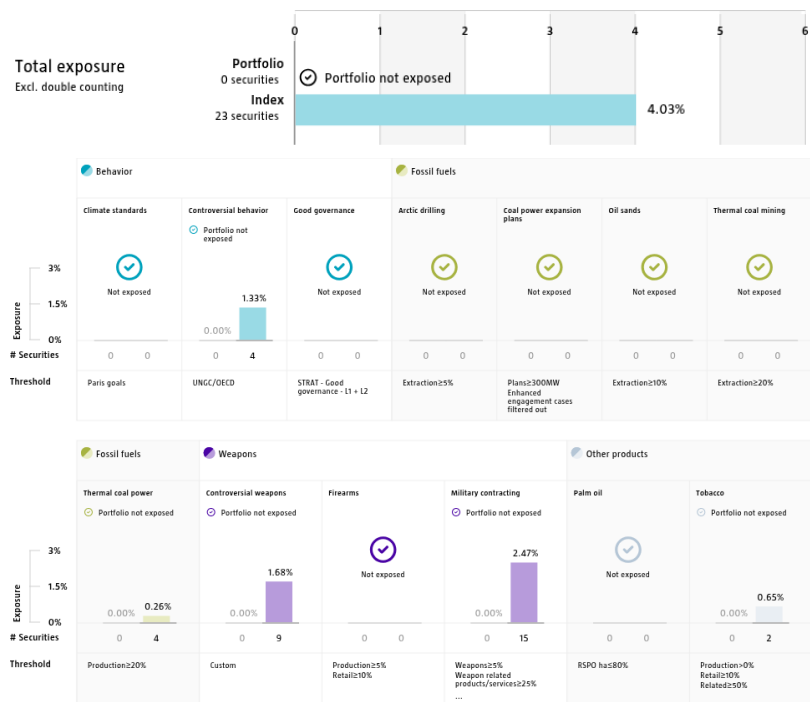 0 1 2 3 4 5 6
Total exposure
Excl. double counting
Portfolio
0 securities
Portfolio not exposed
Index
23 securities
4.03%
Behavior
Fossil fuels
Climate standards
Controversial behavior
Good governance
Arctic drilling
Coal power expansion
plans
Oil sands
Thermal coal mining
Portfolio not
exposed
Not exposed
Not exposed
Not exposed
Not exposed
Not exposed
Not exposed
Exposure
3%
1.5%
0%
0.00%
1.33%
# Securities
0 0 0 4 0 0 0 0 0 0 0 0 0 0
Threshold
Paris goals
UNGC/OECD
STRAT - Good
governance - L1 + L2
Extraction≥5%
Plans≥300MW
Enhanced
engagement cases
filtered out
Extraction≥10%
Extraction≥20%
Fossil fuels
Weapons
Other products
Thermal coal power
Controversial weapons
Firearms
Military contracting
Palm oil
Tobacco
Portfolio not exposed
Portfolio not exposed
Portfolio not exposed
Portfolio not exposed
Not exposed
Not exposed
Exposure
3%
1.5%
0%
0.00%
0.26%
0.00%
1.68%
0.00%
2.47%
0.00%
0.65%
# Securities
0 4 0 9 0 0 0 15 0 0 0 2
Threshold
Production≥20%
Custom
Production≥5%
Retail≥10%
Weapons≥5%
Weapon related
products/services≥25%
...
RSPO ha≤80%
Production>0%
Retail≥10%
Related≥50%